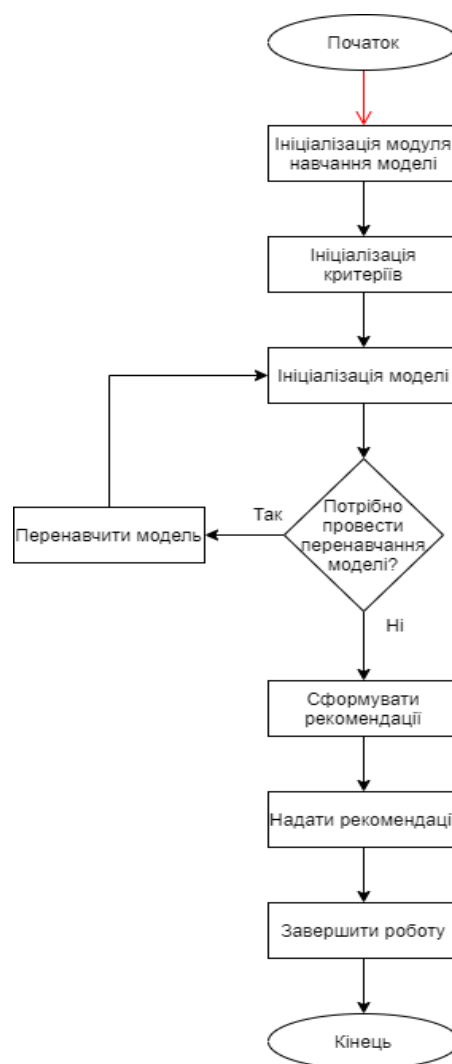 Початок
Ініціалізація модуля
навчання моделі
Ініціалізація
критеріїв
Ініціалізація моделі
Потрібно
провести
перенавчання
моделі?
Так
Перенавчити модель
Ні
Сформувати
рекомендації
Надати рекомендації
Завершити роботу
Кінець